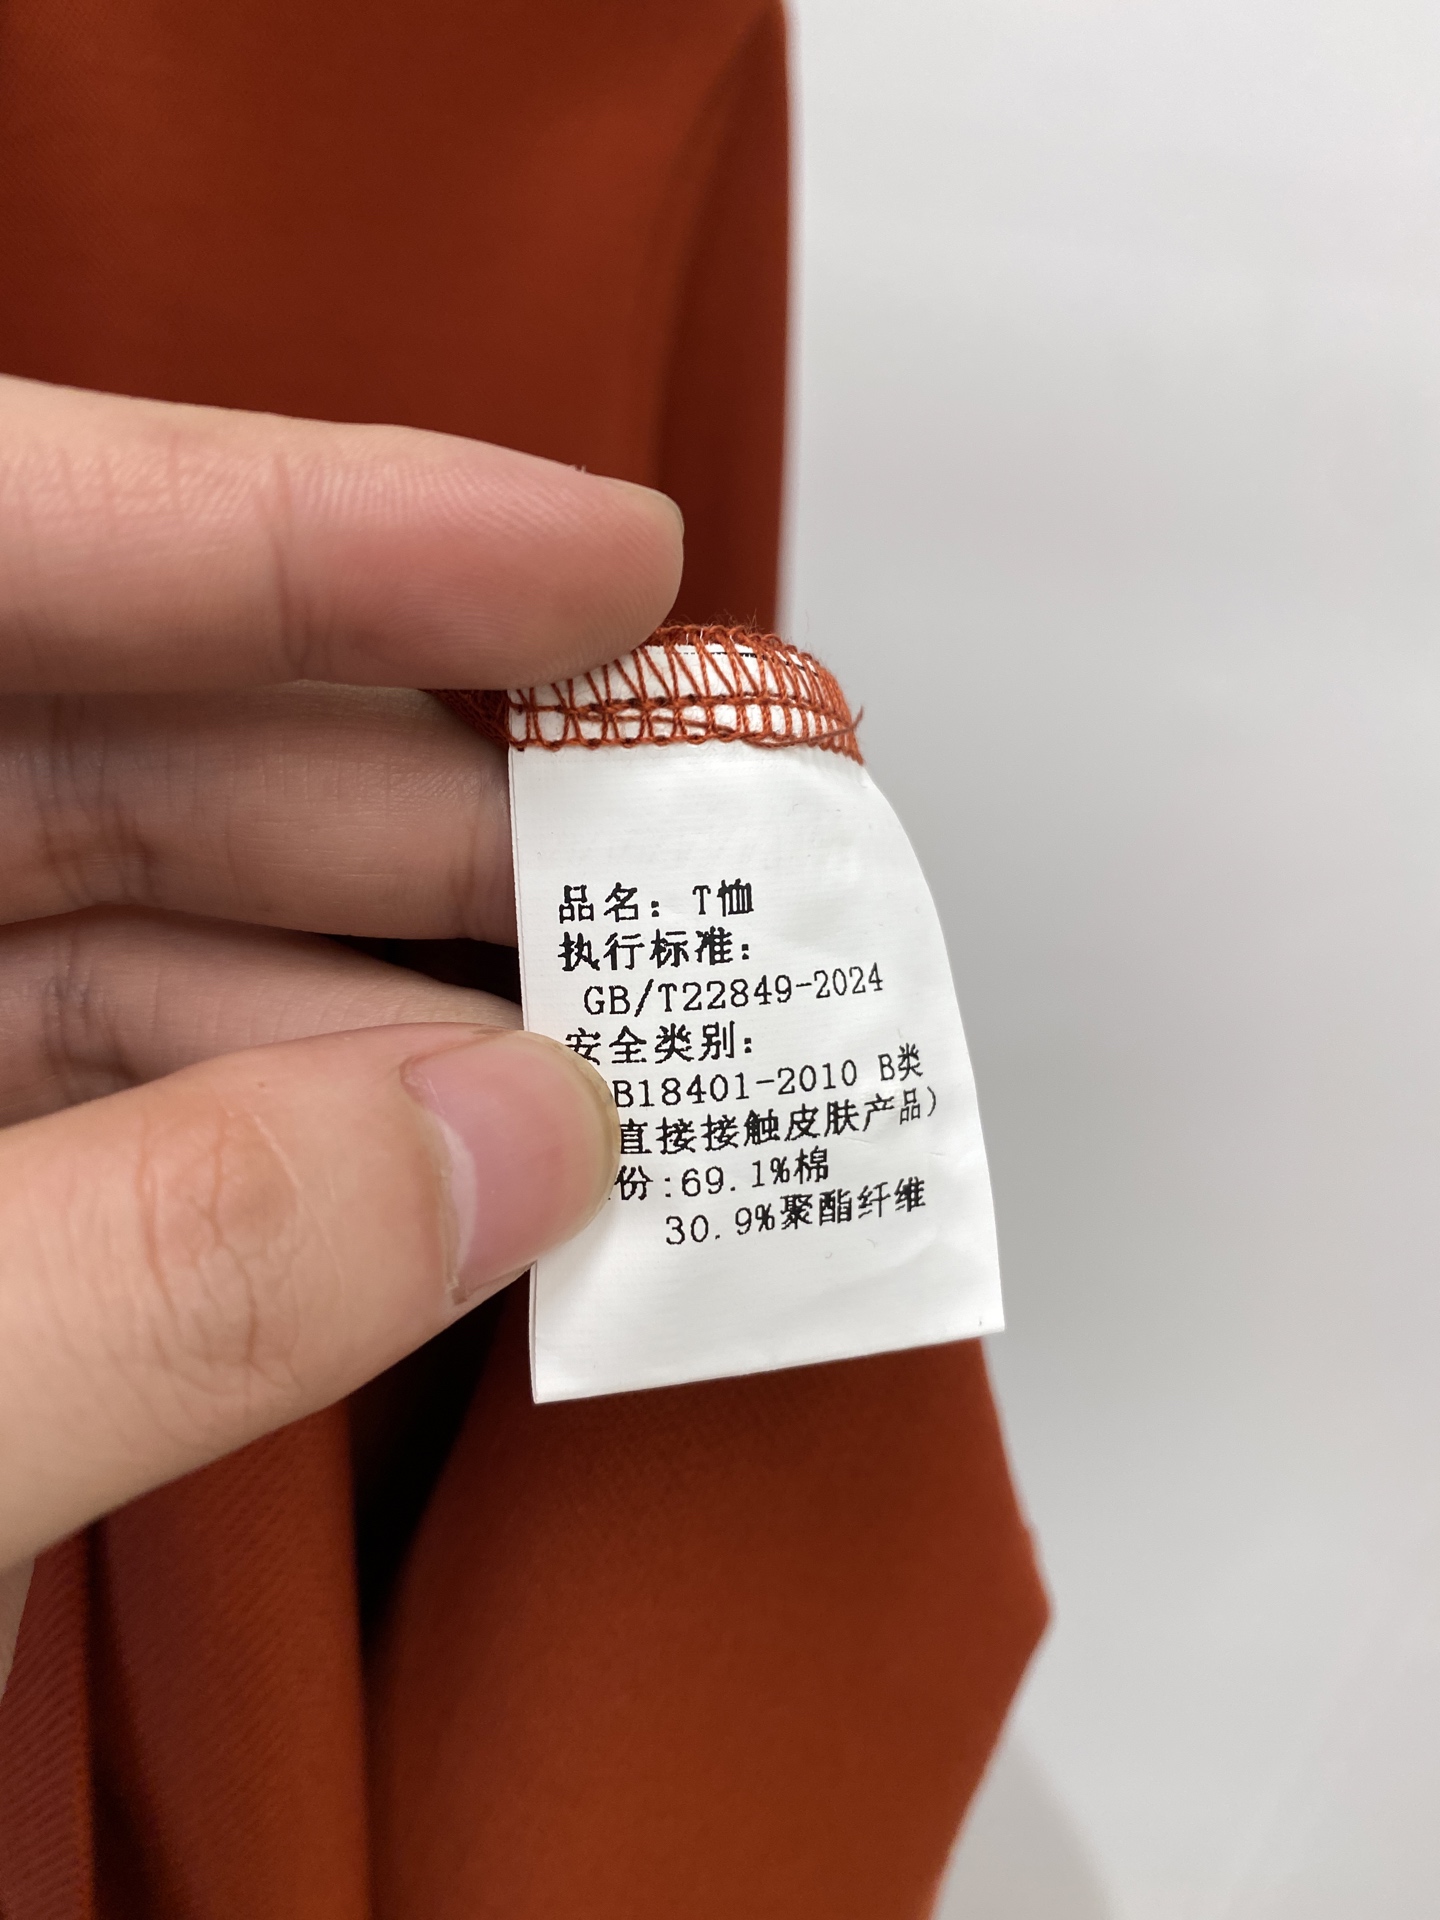 品名：T恤
执行标准：
GB/T22849-2024
安全类别：
B18401-2010 B类
直接接触皮肤产品）
份:69.1%棉
30.9%聚酯纤维